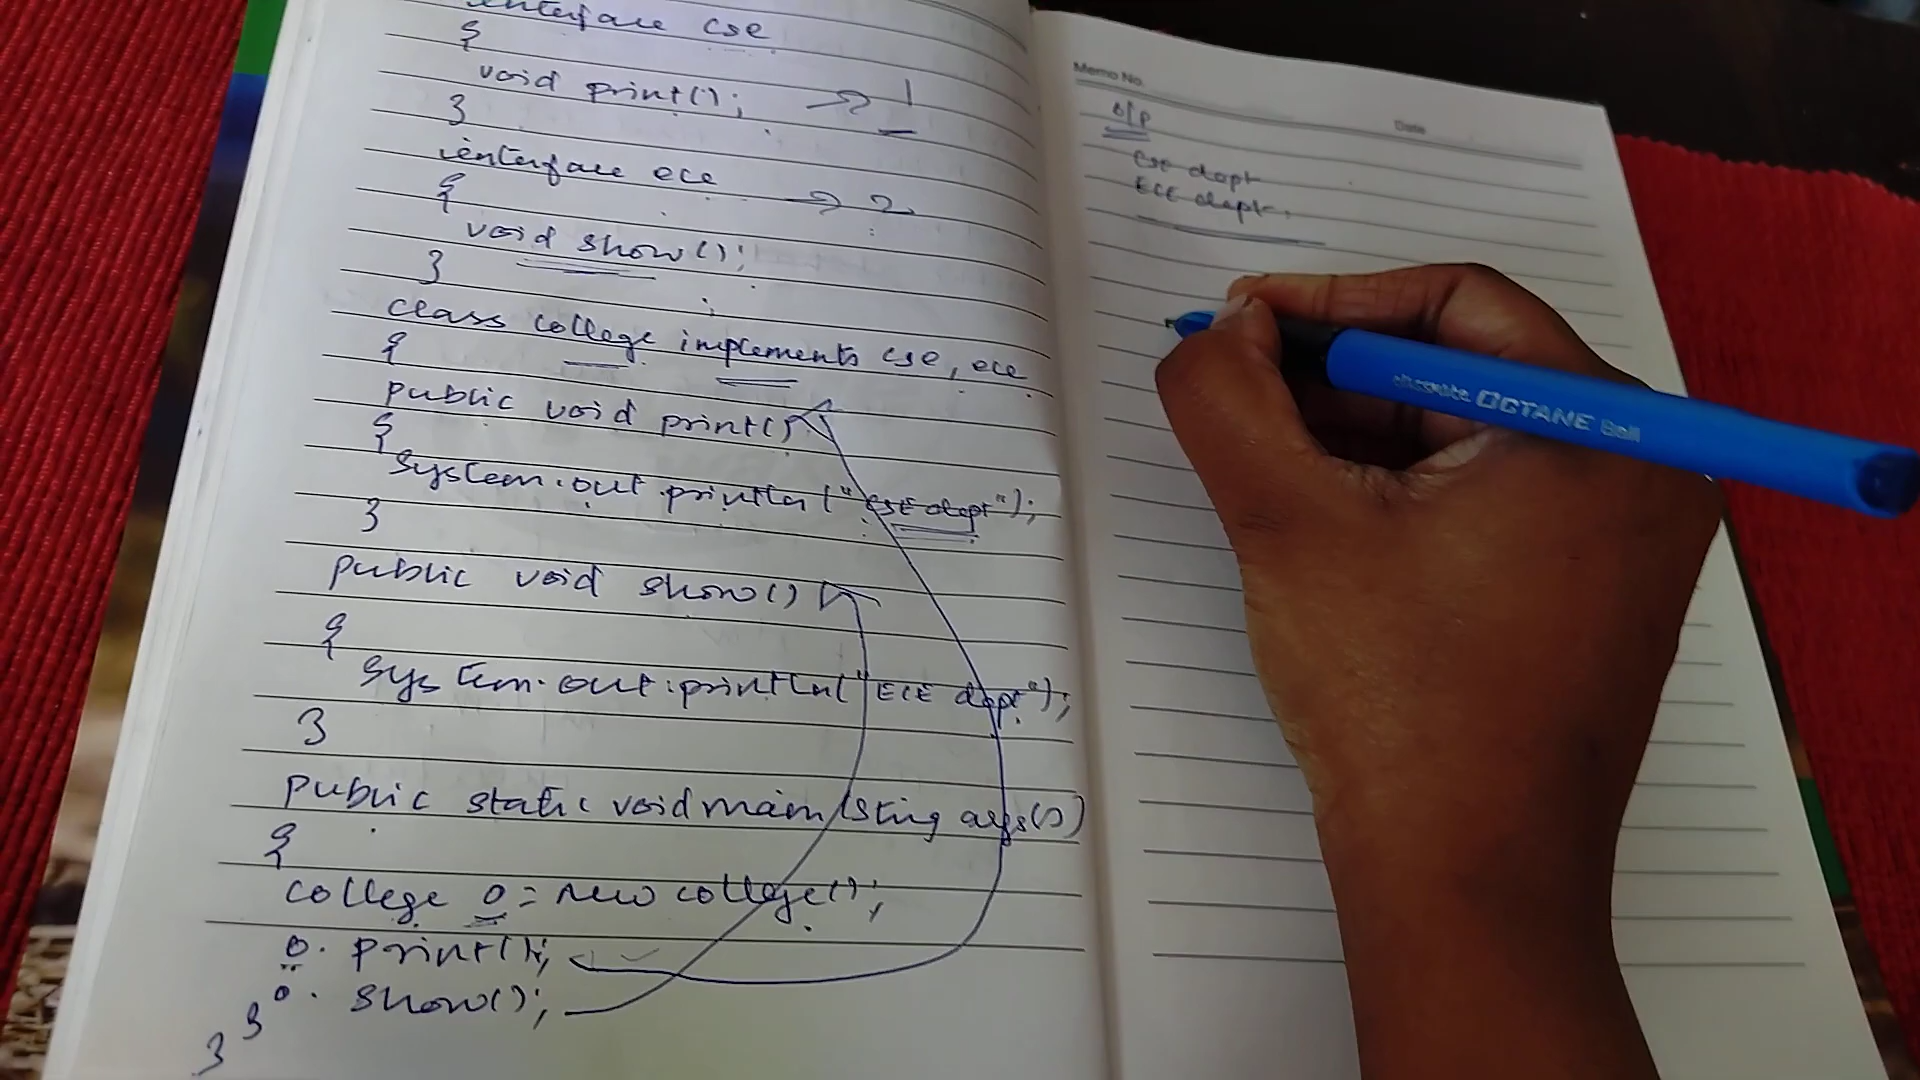 interface cse
{
void print(); → 1
}
interface ece → 2
{
void show();
}
class college implements cse, ece
{
public void print()
{
System.out.println("CSE dept");
}
public void show()
{
System.out.println("ECE dept");
}
public static void main(String args[])
{
college o = new college();
o. print();
o. show();
}
}
Memo No.
Date
o/p
CSE dept
ECE dept.
OCTANE Ball